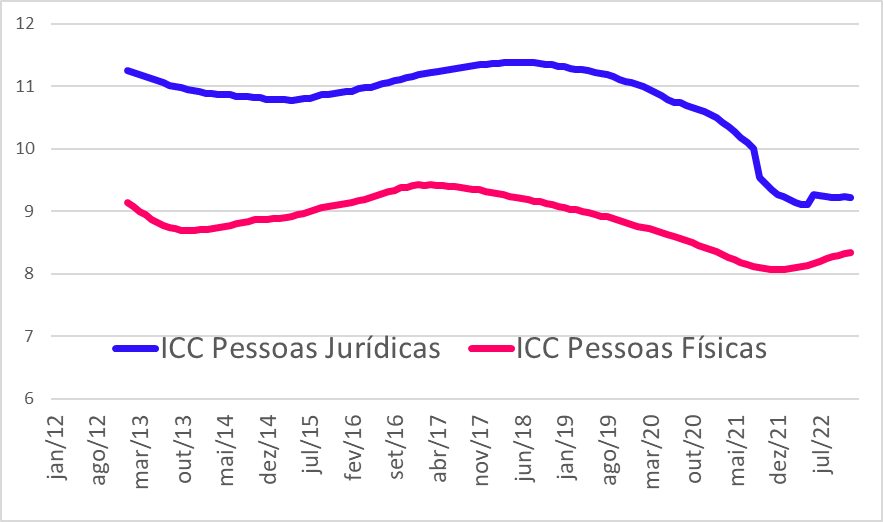 12
11
10
9
8
7
6
ICC Pessoas Jurídicas
ICC Pessoas Físicas
jan/12
ago/12
mar/13
out/13
mai/14
dez/14
jul/15
fev/16
set/16
abr/17
nov/17
jun/18
jan/19
ago/19
mar/20
out/20
mai/21
dez/21
jul/22